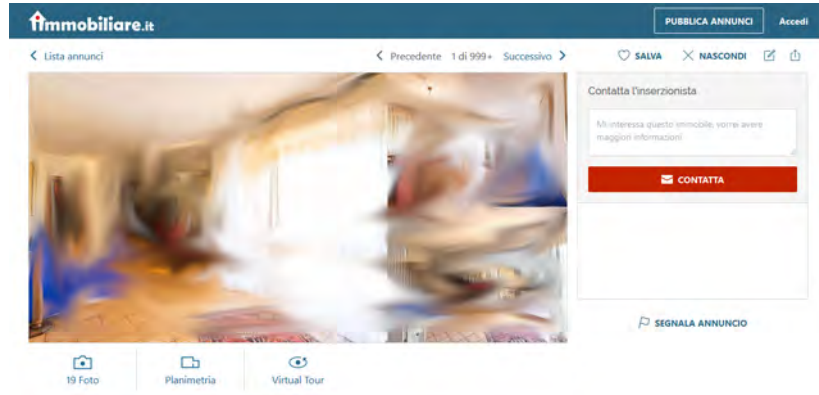 immobiliare.it
PUBBLICA ANNUNCI
Accedi
Lista annunci
Precedente 1 di 999+ Successivo
SALVA
NASCONDI
Contatta l'inserzionista
Mi interessa questo immobile, vorrei avere
maggiori informazioni
CONTATTA
SEGNALA ANNUNCIO
19 Foto
Planimetria
Virtual Tour